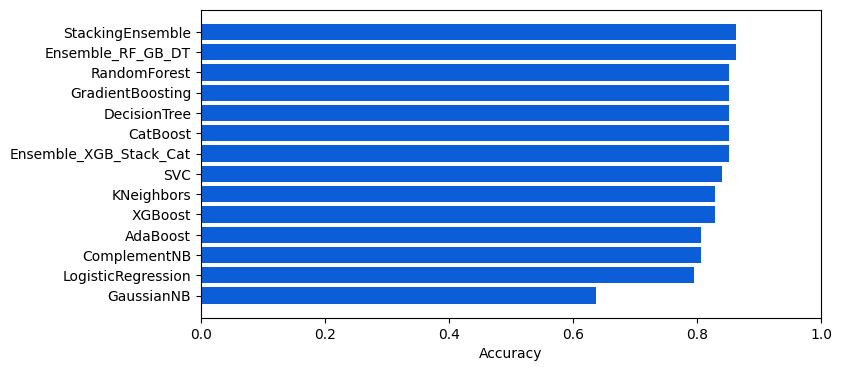 StackingEnsemble
Ensemble_RF_GB_DT
RandomForest
GradientBoosting
DecisionTree
CatBoost
Ensemble_XGB_Stack_Cat
SVC
KNeighbors
XGBoost
AdaBoost
ComplementNB
LogisticRegression
GaussianNB
0.0 0.2 0.4 0.6 0.8 1.0
Accuracy